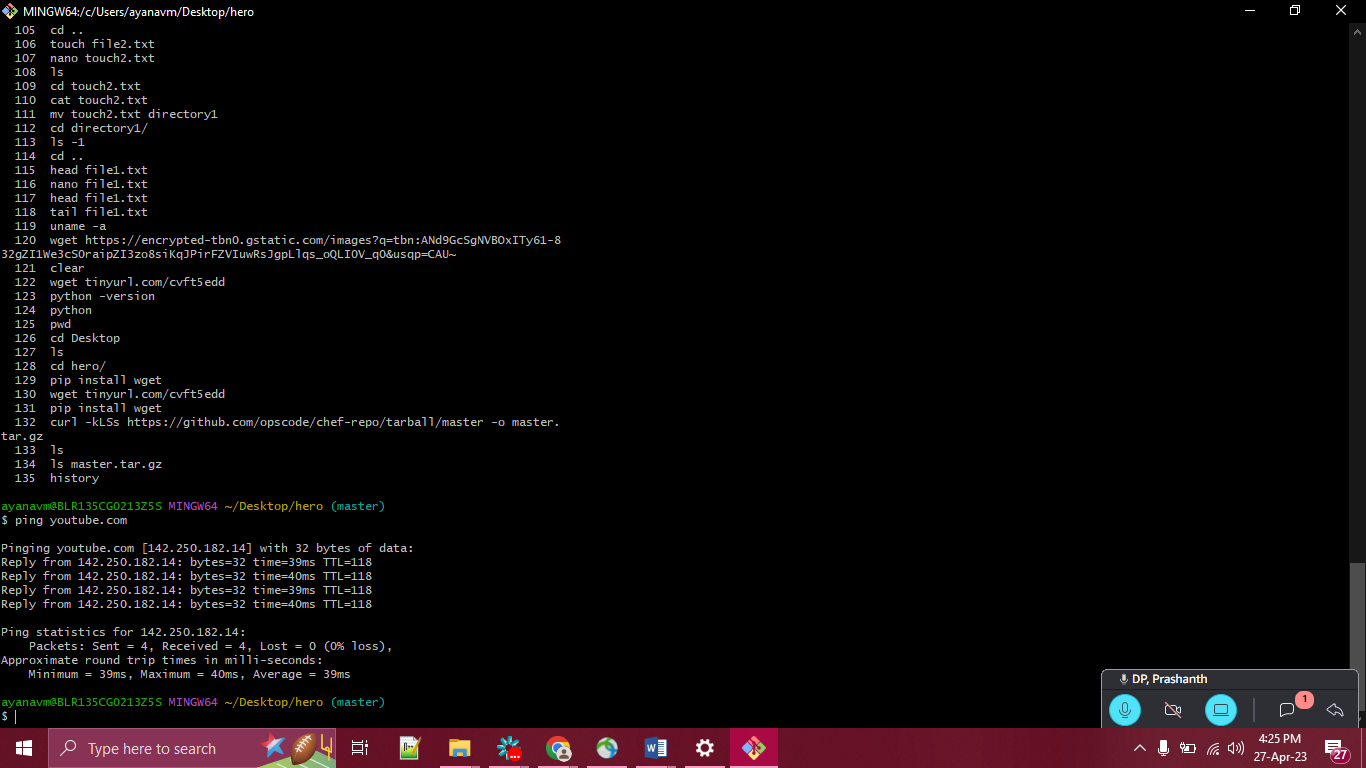 MINGW64:/c/Users/ayanavm/Desktop/hero
105 cd ..
106 touch file2.txt
107 nano touch2.txt
108 ls
109 cd touch2.txt
110 cat touch2.txt
111 mv touch2.txt directory1
112 cd directory1/
113 ls -1
114 cd ..
115 head file1.txt
116 nano file1.txt
117 head file1.txt
118 tail file1.txt
119 uname -a
120 wget https://encrypted-tbn0.gstatic.com/images?q=tbn:ANd9GcSgNVBOxITy61-8
32gZI1We3cSOraipZI3zo8siKqJPirFZVIuwRsJgpLlqs_oQLIOV_qO&usqp=CAU~
121 clear
122 wget tinyurl.com/cvft5edd
123 python -version
124 python
125 pwd
126 cd Desktop
127 ls
128 cd hero/
129 pip install wget
130 wget tinyurl.com/cvft5edd
131 pip install wget
132 curl -kLSs https://github.com/opscode/chef-repo/tarball/master -o master.
tar.gz
133 ls
134 ls master.tar.gz
135 history
ayanavm@BLR135CG0213Z5S MINGW64 ~/Desktop/hero (master)
$ ping youtube.com
Pinging youtube.com [142.250.182.14] with 32 bytes of data:
Reply from 142.250.182.14: bytes=32 time=39ms TTL=118
Reply from 142.250.182.14: bytes=32 time=40ms TTL=118
Reply from 142.250.182.14: bytes=32 time=39ms TTL=118
Reply from 142.250.182.14: bytes=32 time=40ms TTL=118
Ping statistics for 142.250.182.14:
Packets: Sent = 4, Received = 4, Lost = 0 (0% loss),
Approximate round trip times in milli-seconds:
Minimum = 39ms, Maximum = 40ms, Average = 39ms
ayanavm@BLR135CG0213Z5S MINGW64 ~/Desktop/hero (master)
$
DP, Prashanth
1
Type here to search
4:25 PM
27-Apr-23
27